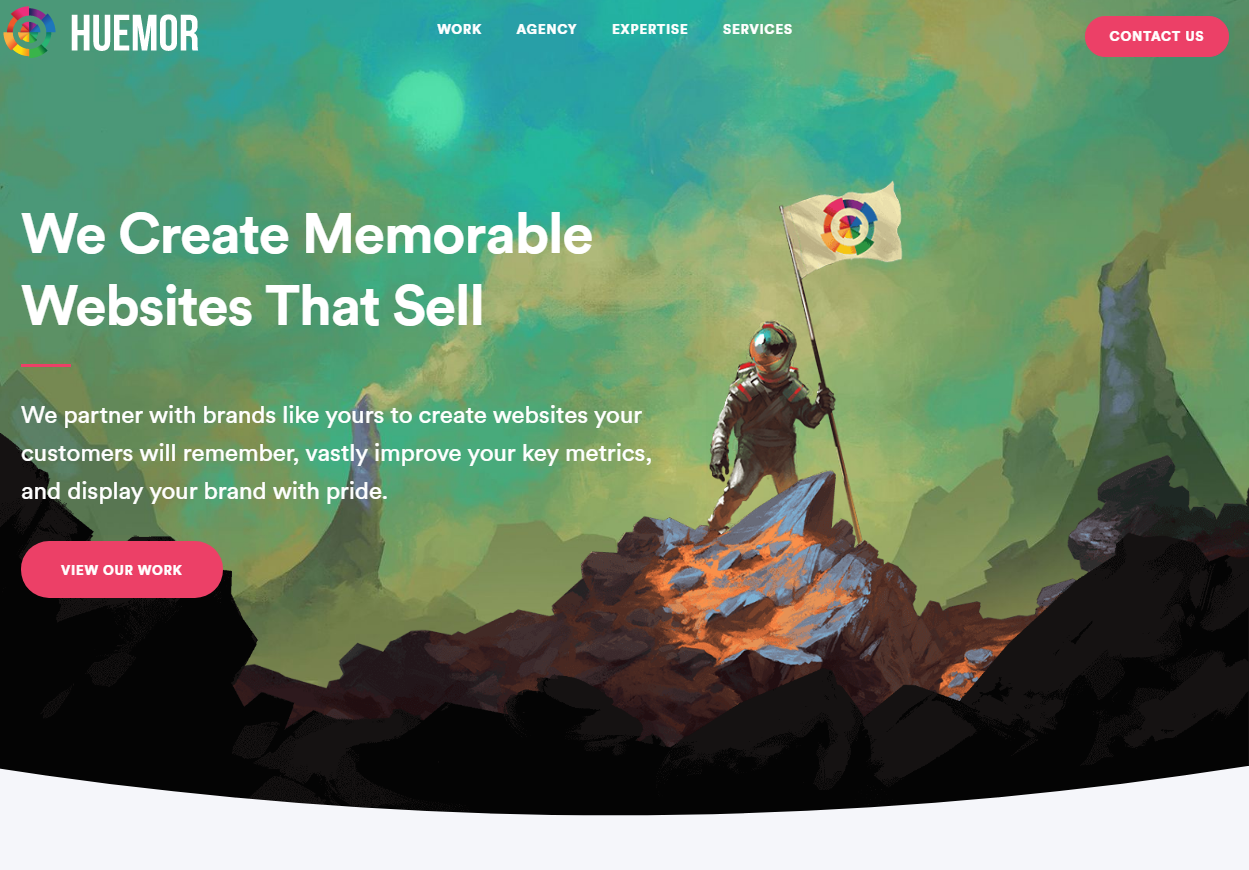 HUEMOR
WORK
AGENCY
EXPERTISE
SERVICES
CONTACT US
We Create Memorable
Websites That Sell
We partner with brands like yours to create websites your
customers will remember, vastly improve your key metrics,
and display your brand with pride.
VIEW OUR WORK